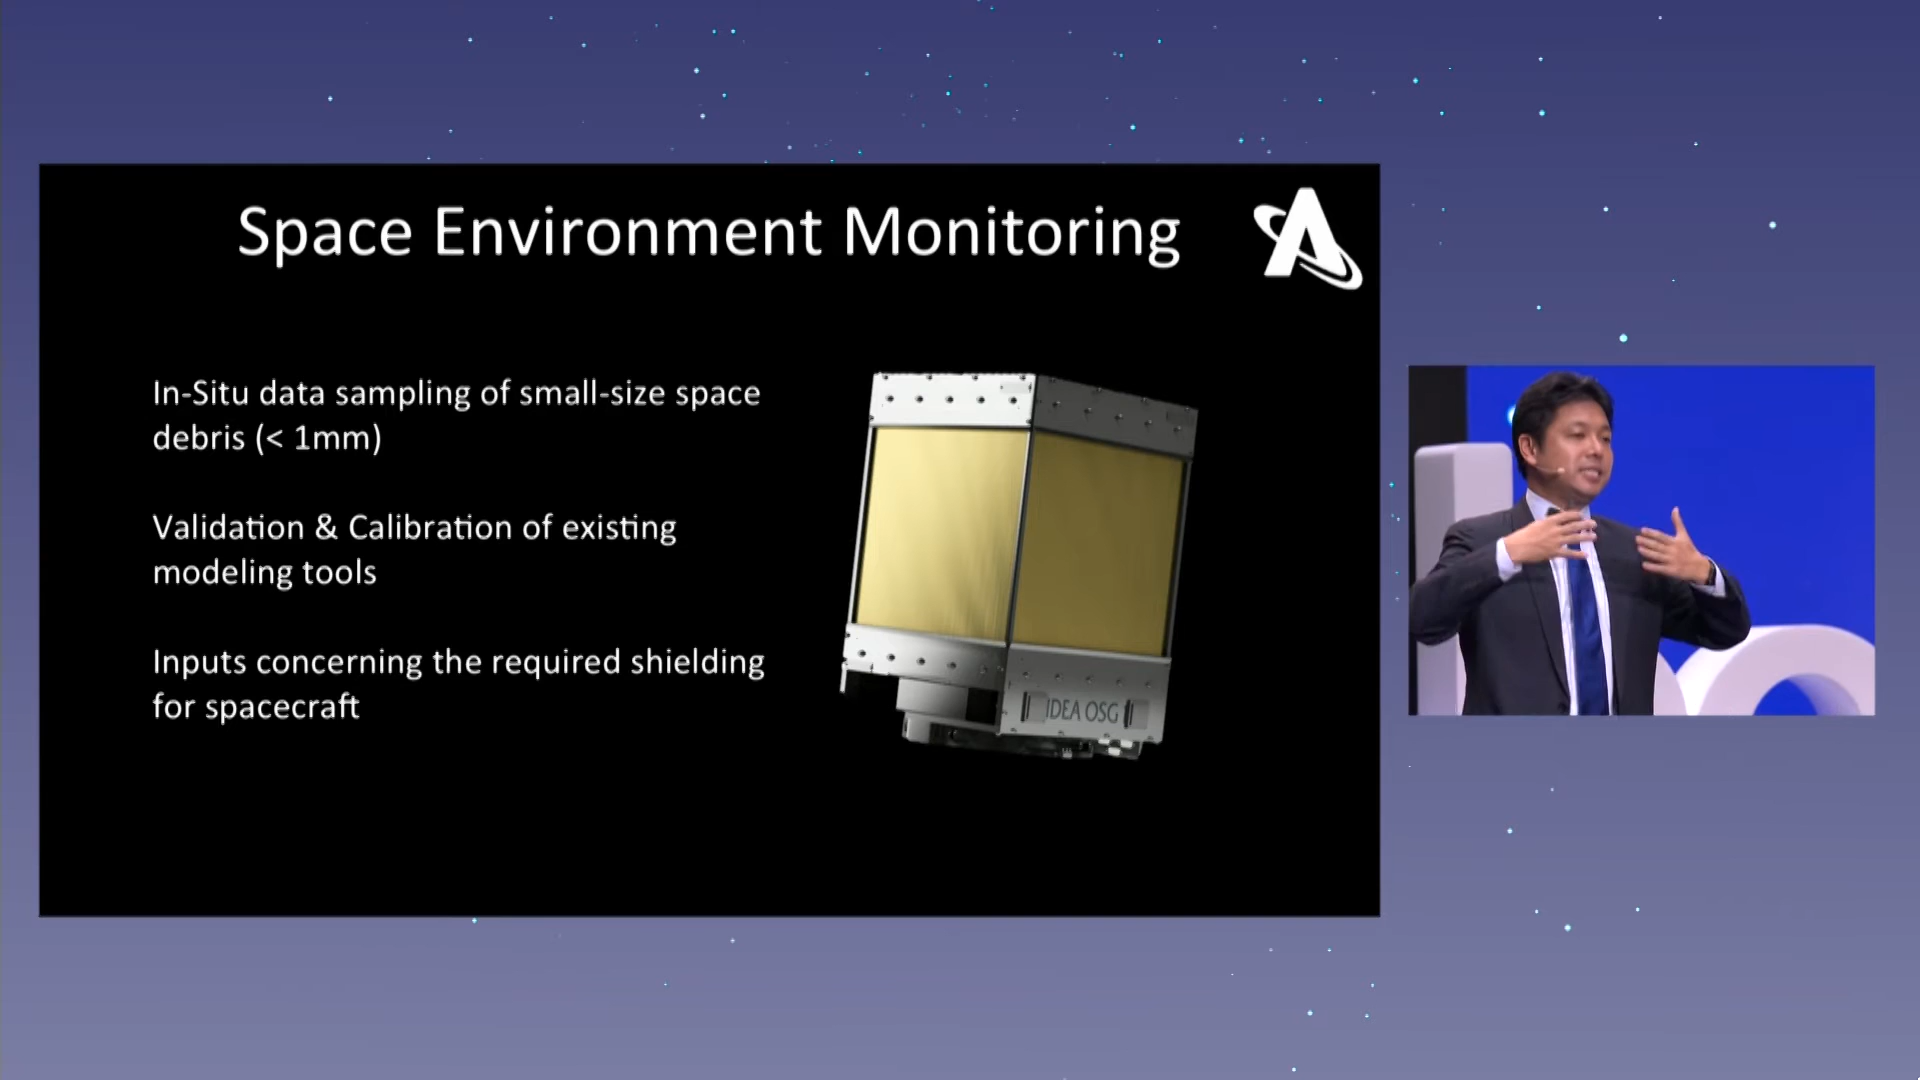 Space Environment Monitoring
In-Situ data sampling of small-size space
debris (< 1mm)
Validation & Calibration of existing
modeling tools
Inputs concerning the required shielding
for spacecraft
IDEA OSG